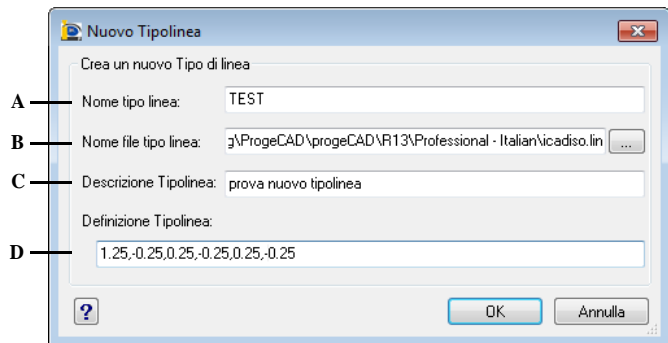 Nuovo Tipolinea
Crea un nuovo Tipo di linea
A Nome tipo linea: TEST
B Nome file tipo linea: g\ProgeCAD\progeCAD\R13\Professional - Italian\icadiso.lin ...
C Descrizione Tipolinea: prova nuovo tipolinea
Definizione Tipolinea:
D 1.25,-0.25,0.25,-0.25,0.25,-0.25
? OK Annulla